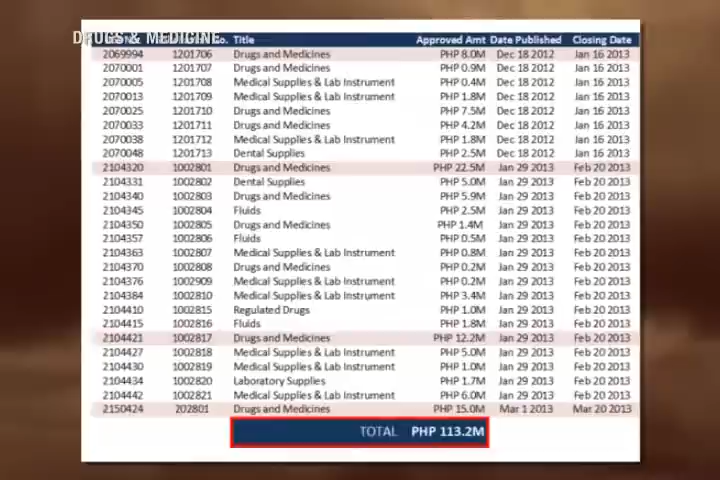 DRUGS & MEDICINE
o. Title Approved Amt Date Published Closing Date
2069994 1201706 Drugs and Medicines PHP 8.0M Dec 18 2012 Jan 16 2013
2070001 1201707 Drugs and Medicines PHP 0.9M Dec 18 2012 Jan 16 2013
2070005 1201708 Medical Supplies & Lab Instrument PHP 0.4M Dec 18 2012 Jan 16 2013
2070013 1201709 Medical Supplies & Lab Instrument PHP 1.8M Dec 18 2012 Jan 16 2013
2070025 1201710 Drugs and Medicines PHP 7.5M Dec 18 2012 Jan 16 2013
2070033 1201711 Drugs and Medicines PHP 4.2M Dec 18 2012 Jan 16 2013
2070038 1201712 Medical Supplies & Lab Instrument PHP 1.8M Dec 18 2012 Jan 16 2013
2070048 1201713 Dental Supplies PHP 2.5M Dec 18 2012 Jan 16 2013
2104320 1002801 Drugs and Medicines PHP 22.5M Jan 29 2013 Feb 20 2013
2104331 1002802 Dental Supplies PHP 5.0M Jan 29 2013 Feb 20 2013
2104340 1002803 Drugs and Medicines PHP 5.9M Jan 29 2013 Feb 20 2013
2104345 1002804 Fluids PHP 2.5M Jan 29 2013 Feb 20 2013
2104350 1002805 Drugs and Medicines PHP 1.4M Jan 29 2013 Feb 20 2013
2104357 1002806 Fluids PHP 0.5M Jan 29 2013 Feb 20 2013
2104363 1002807 Medical Supplies & Lab Instrument PHP 0.8M Jan 29 2013 Feb 20 2013
2104370 1002808 Drugs and Medicines PHP 0.2M Jan 29 2013 Feb 20 2013
2104376 1002909 Medical Supplies & Lab Instrument PHP 0.2M Jan 29 2013 Feb 20 2013
2104384 1002810 Medical Supplies & Lab Instrument PHP 3.4M Jan 29 2013 Feb 20 2013
2104410 1002815 Regulated Drugs PHP 1.0M Jan 29 2013 Feb 20 2013
2104415 1002816 Fluids PHP 1.8M Jan 29 2013 Feb 20 2013
2104421 1002817 Drugs and Medicines PHP 12.2M Jan 29 2013 Feb 20 2013
2104427 1002818 Medical Supplies & Lab Instrument PHP 5.0M Jan 29 2013 Feb 20 2013
2104430 1002819 Medical Supplies & Lab Instrument PHP 1.0M Jan 29 2013 Feb 20 2013
2104434 1002820 Laboratory Supplies PHP 1.7M Jan 29 2013 Feb 20 2013
2104442 1002821 Medical Supplies & Lab Instrument PHP 6.0M Jan 29 2013 Feb 20 2013
2150424 202801 Drugs and Medicines PHP 15.0M Mar 1 2013 Mar 20 2013
TOTAL PHP 113.2M